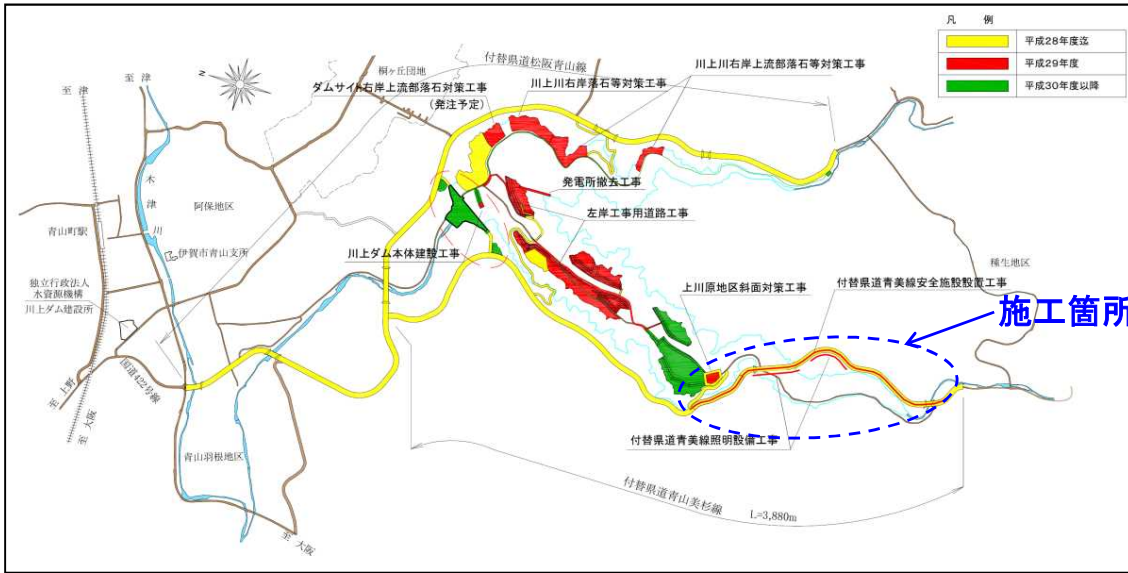 凡 例
平成28年度迄
平成29年度
平成30年度以降
付替県道松阪青山線
桐ヶ丘団地
ダムサイト右岸上流部落石対策工事
(発注予定)
川上川右岸落石等対策工事
川上川右岸上流部落石等対策工事
至 津
至 津
N
木津川
阿保地区
青山町駅
伊賀市青山支所
独立行政法人
水資源機構
川上ダム建設所
発電所撤去工事
左岸工事用道路工事
川上ダム本体建設工事
上川原地区斜面対策工事
種生地区
付替県道青美線安全施設設置工事
施工箇所
国道422号線
至 上野
至 大阪
付替県道青美線照明設備工事
青山羽根地区
付替県道青山美杉線 L=3,880m
至 大阪